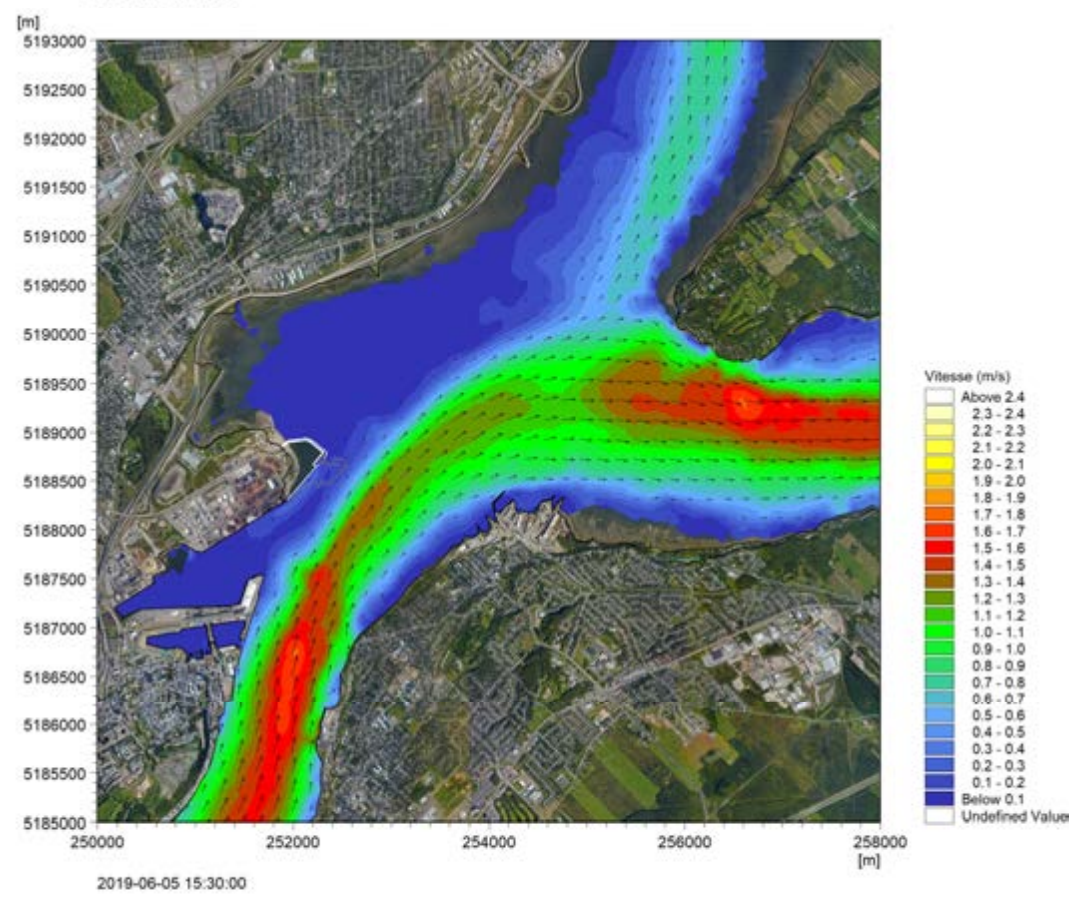 [m]
5193000
5192500
5192000
5191500
5191000
5190500
5190000
5189500
5189000
5188500
5188000
5187500
5187000
5186500
5186000
5185500
5185000
250000
252000
254000
256000
258000
[m]
2019-06-05 15:30:00
Vitesse (m/s)
Above 2.4
2.3 - 2.4
2.2 - 2.3
2.1 - 2.2
2.0 - 2.1
1.9 - 2.0
1.8 - 1.9
1.7 - 1.8
1.6 - 1.7
1.5 - 1.6
1.4 - 1.5
1.3 - 1.4
1.2 - 1.3
1.1 - 1.2
1.0 - 1.1
0.9 - 1.0
0.8 - 0.9
0.7 - 0.8
0.6 - 0.7
0.5 - 0.6
0.4 - 0.5
0.3 - 0.4
0.2 - 0.3
0.1 - 0.2
Below 0.1
Undefined Value